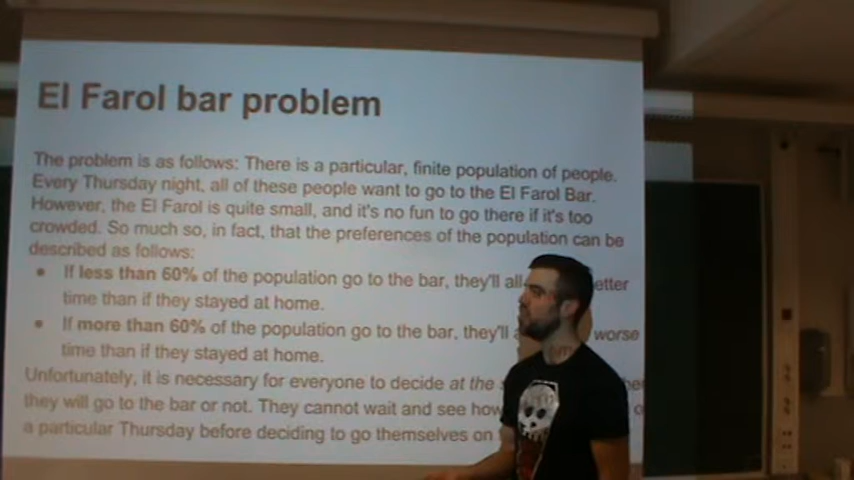 El Farol bar problem
The problem is as follows: There is a particular, finite population of people.
Every Thursday night, all of these people want to go to the El Farol Bar.
However, the El Farol is quite small, and it's no fun to go there if it's too
crowded. So much so, in fact, that the preferences of the population can be
described as follows:
• If less than 60% of the population go to the bar, they'll all etter
time than if they stayed at home.
• If more than 60% of the population go to the bar, they'll a worse
time than if they stayed at home.
Unfortunately, it is necessary for everyone to decide at the
they will go to the bar or not. They cannot wait and see how
a particular Thursday before deciding to go themselves on